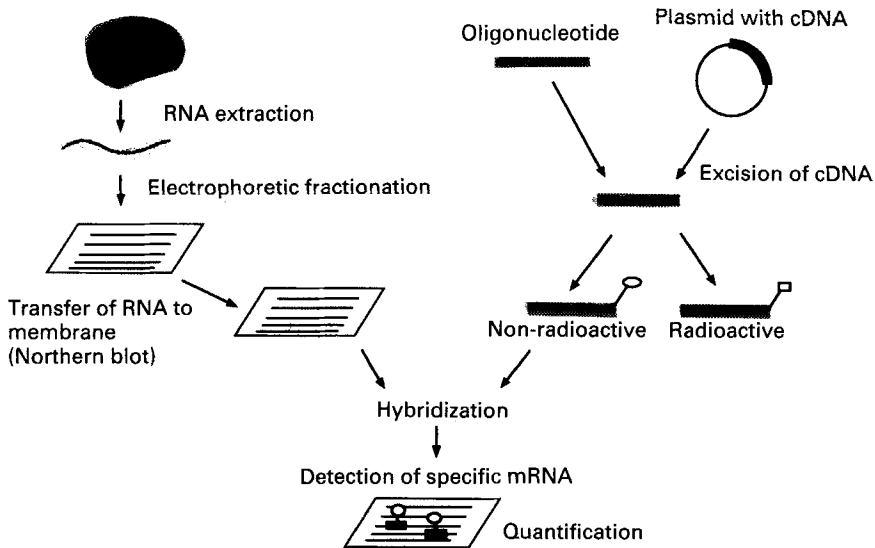 Oligonucleotide
Plasmid with cDNA
RNA extraction
Electrophoretic fractionation
Excision of cDNA
Transfer of RNA to
membrane
(Northern blot)
Non-radioactive
Radioactive
Hybridization
Detection of specific mRNA
Quantification